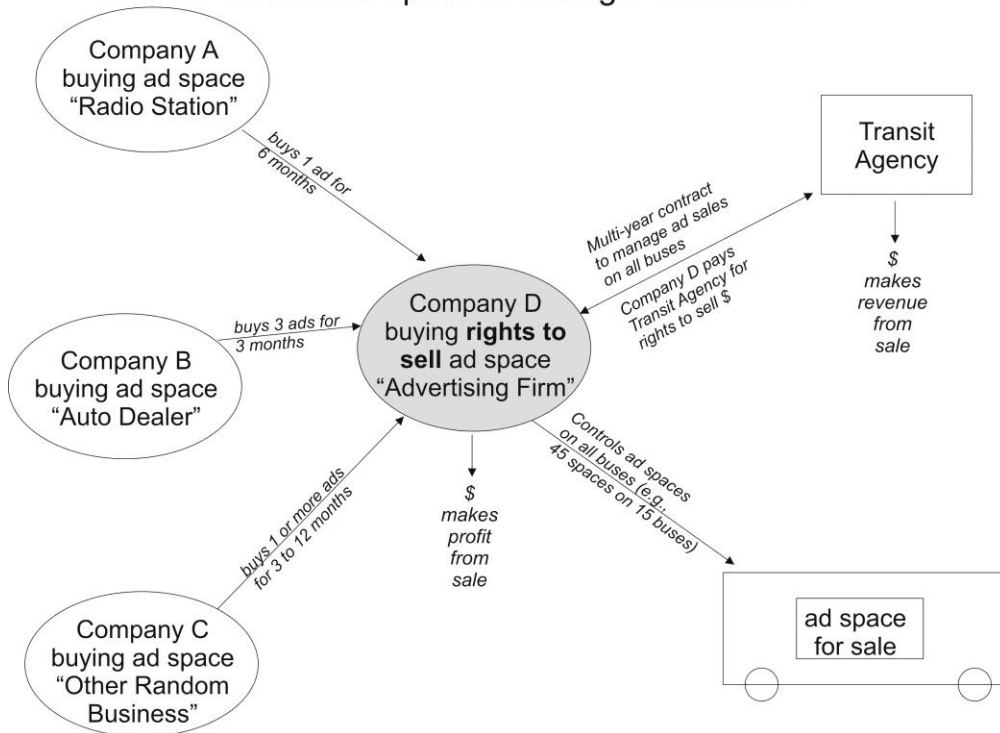 Company A
buying ad space
“Radio Station”
buys 1 ad for
6 months
Transit
Agency
$
makes
revenue
from
sale
Multi-year contract
to manage ad sales
on all buses
Company D pays
Transit Agency for
rights to sell $
Company D
buying rights to
sell ad space
“Advertising Firm”
buys 3 ads for
3 months
Company B
buying ad space
“Auto Dealer”
$
makes
profit
from
sale
Controls ad spaces
on all buses (e.g.,
45 spaces on 15 buses)
buys 1 or more ads
for 3 to 12 months
Company C
buying ad space
“Other Random
Business”
ad space
for sale